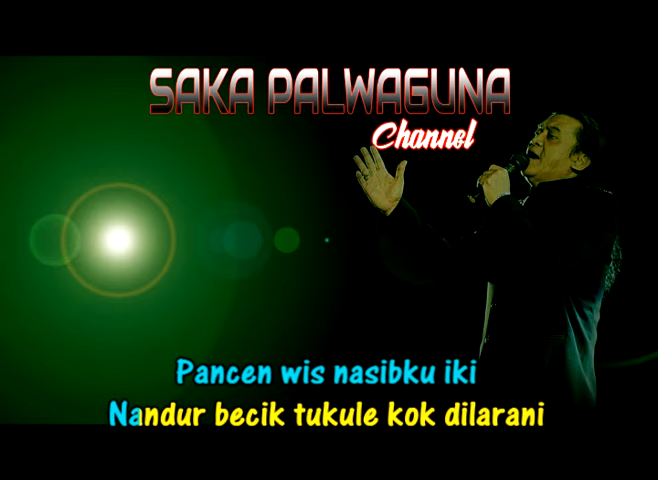 SAKA PALWAGUNA
Channel
Pancen wis nasibku iki
Nandur becik tukule kok dilarani